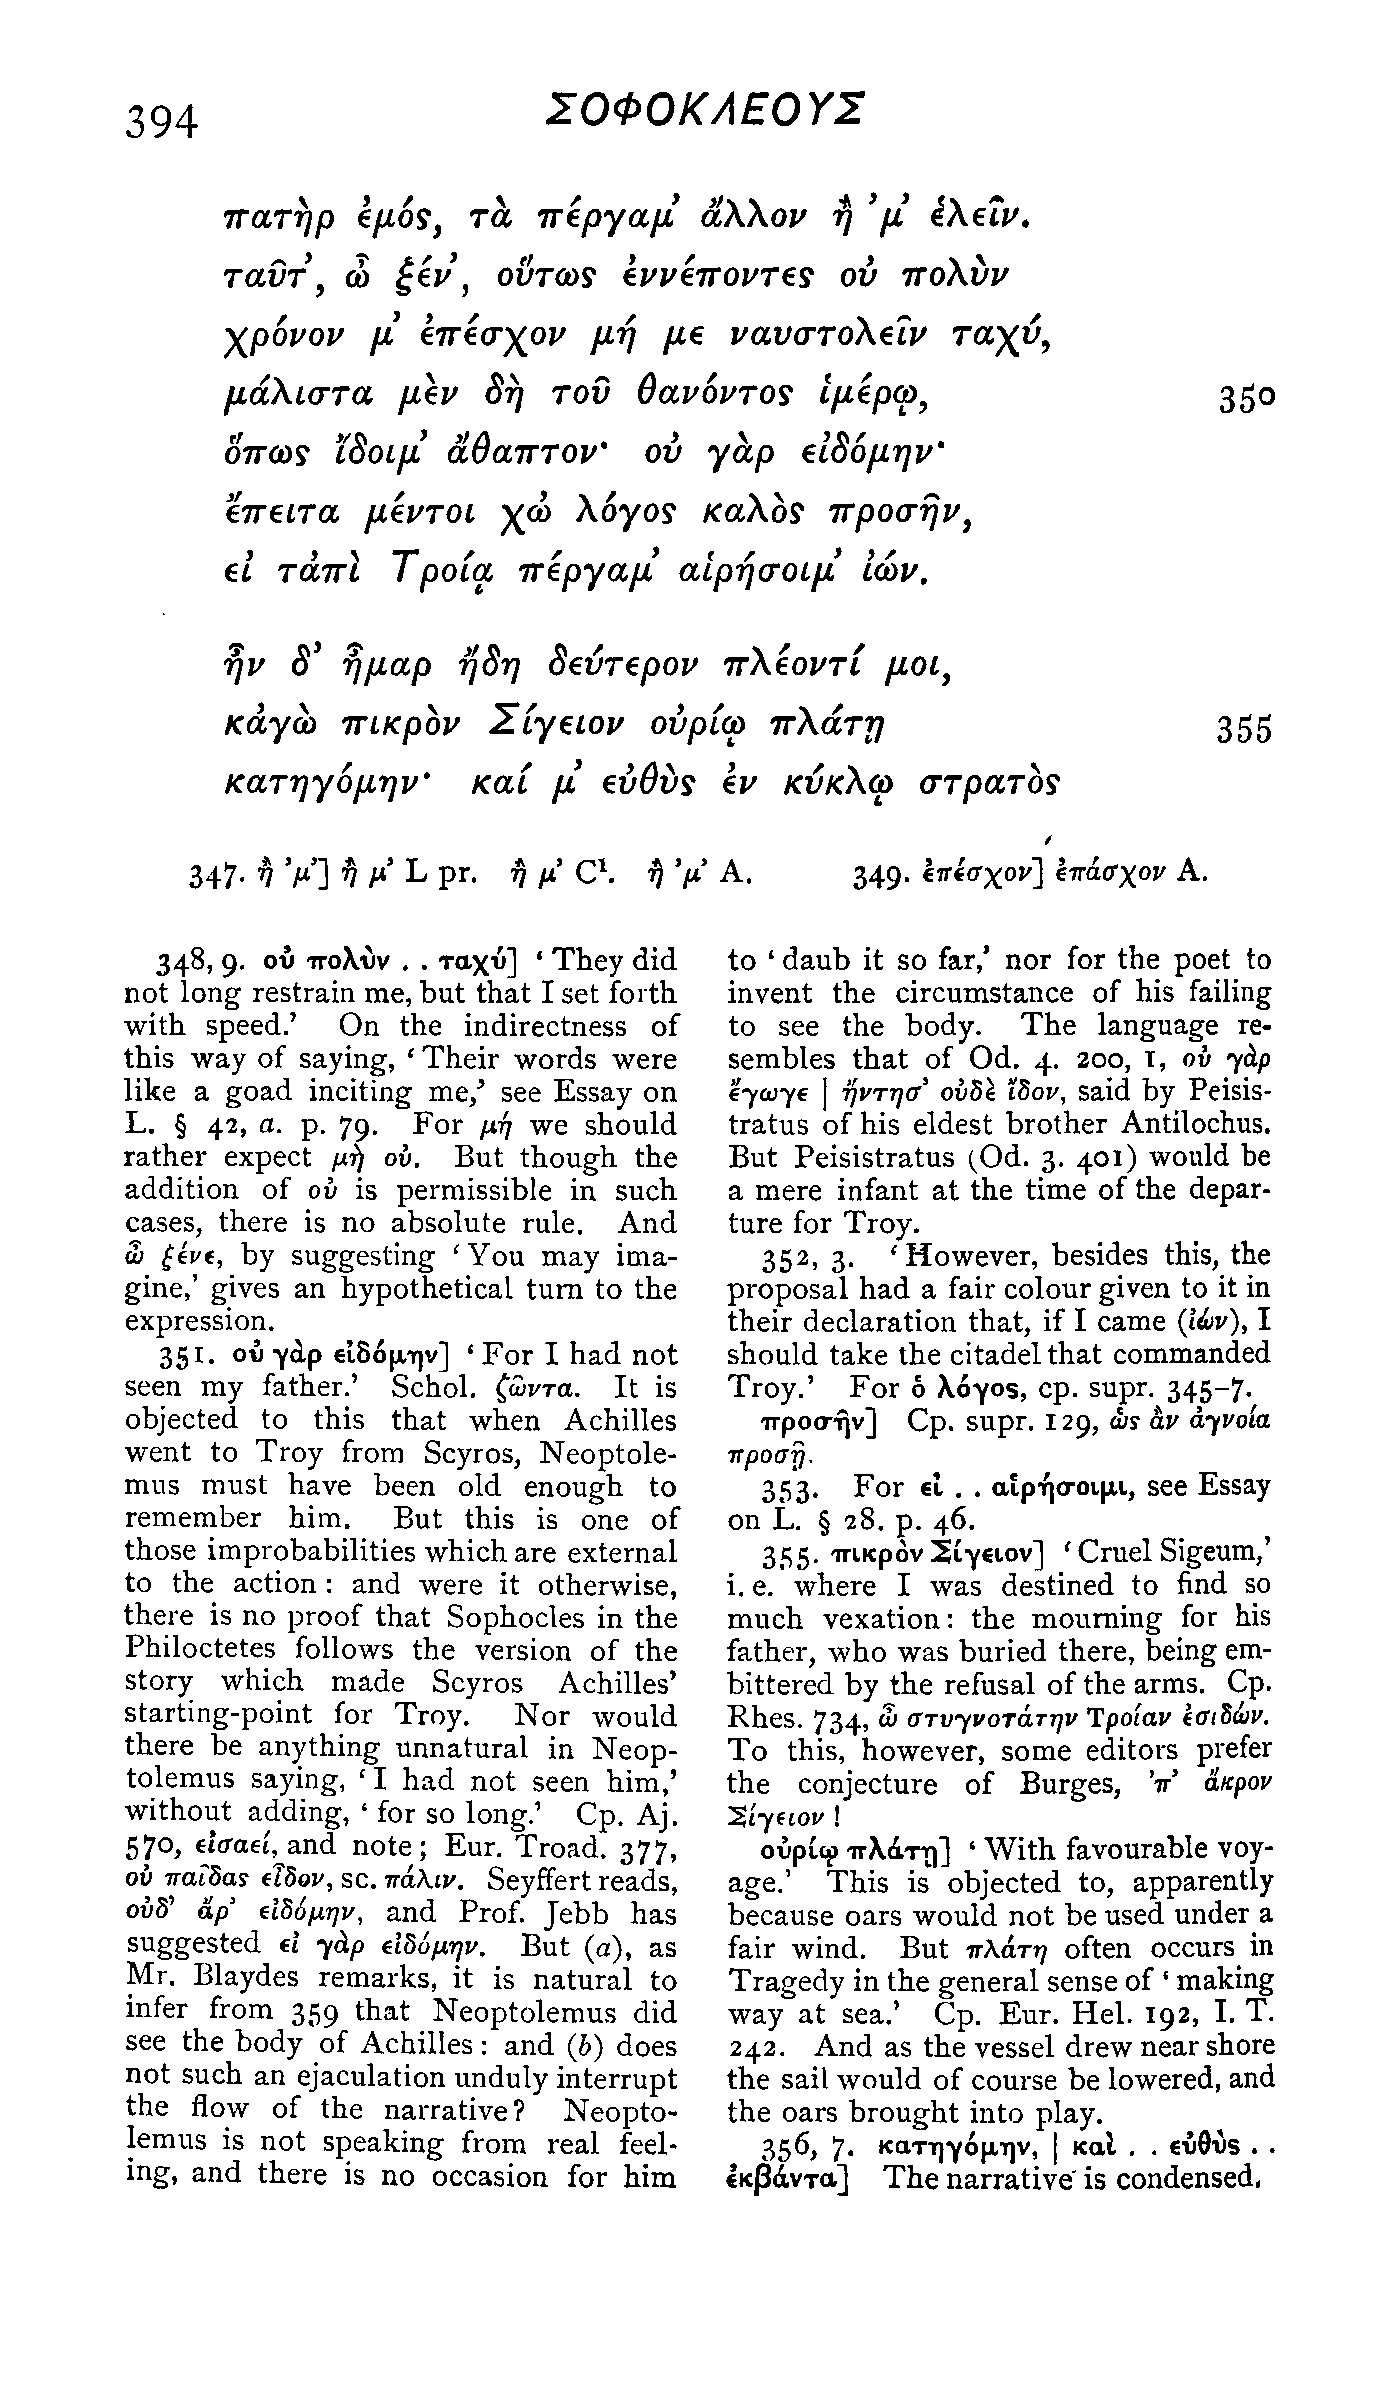 394
ΣΟΦΟΚΛΕΟΥΣ
πατὴρ ἐμός, τὰ πέργαμ’ ἄλλον ἢ ’μ’ ἑλεῖν.
ταῦτ’, ὦ ξέν’, οὕτως ἐννέποντες οὐ πολὺν
χρόνον μ’ ἐπέσχον μή με ναυστολεῖν ταχύ,
μάλιστα μὲν δὴ τοῦ θανόντος ἱμέρῳ, 350
ὅπως ἴδοιμ’ ἄθαπτον· οὐ γὰρ εἰδόμην·
ἔπειτα μέντοι χὠ λόγος καλὸς προσῆν,
εἰ τἀπὶ Τροίᾳ πέργαμ’ αἱρήσοιμ’ ἰών.
ἦν δ’ ἦμαρ ἤδη δεύτερον πλέοντί μοι,
κἀγὼ πικρὸν Σίγειον οὐρίῳ πλάτῃ 355
κατηγόμην· καί μ’ εὐθὺς ἐν κύκλῳ στρατὸς
347. ἢ ’μ’] ἢ μ’ L pr. ἢ μ’ C¹. ἢ ’μ’ A. 349. ἐπέσχον] ἐπάσχον A.
348, 9. οὐ πολὺν . . ταχύ] ‘They did
not long restrain me, but that I set forth
with speed.’ On the indirectness of
this way of saying, ‘Their words were
like a goad inciting me,’ see Essay on
L. § 42, a. p. 79. For μή we should
rather expect μὴ οὐ. But though the
addition of οὐ is permissible in such
cases, there is no absolute rule. And
ὦ ξένε, by suggesting ‘You may ima-
gine,’ gives an hypothetical turn to the
expression.
351. οὐ γὰρ εἰδόμην] ‘For I had not
seen my father.’ Schol. ζῶντα. It is
objected to this that when Achilles
went to Troy from Scyros, Neoptole-
mus must have been old enough to
remember him. But this is one of
those improbabilities which are external
to the action: and were it otherwise,
there is no proof that Sophocles in the
Philoctetes follows the version of the
story which made Scyros Achilles’
starting-point for Troy. Nor would
there be anything unnatural in Neop-
tolemus saying, ‘I had not seen him,’
without adding, ‘for so long.’ Cp. Aj.
570, εἰσαεί, and note; Eur. Troad. 377,
οὐ παῖδας εἶδον, sc. πάλιν. Seyffert reads,
οὐδ’ ἄρ’ εἰδόμην, and Prof. Jebb has
suggested εἰ γὰρ εἰδόμην. But (a), as
Mr. Blaydes remarks, it is natural to
infer from 359 that Neoptolemus did
see the body of Achilles: and (b) does
not such an ejaculation unduly interrupt
the flow of the narrative? Neopto-
lemus is not speaking from real feel-
ing, and there is no occasion for him
to ‘daub it so far,’ nor for the poet to
invent the circumstance of his failing
to see the body. The language re-
sembles that of Od. 4. 200, 1, οὐ γὰρ
ἔγωγε | ἤντησ’ οὐδὲ ἴδον, said by Peisis-
tratus of his eldest brother Antilochus.
But Peisistratus (Od. 3. 401) would be
a mere infant at the time of the depar-
ture for Troy.
352, 3. ‘However, besides this, the
proposal had a fair colour given to it in
their declaration that, if I came (ἰών), I
should take the citadel that commanded
Troy.’ For ὁ λόγος, cp. supr. 345-7.
προσῆν] Cp. supr. 129, ὡς ἂν ἀγνοία
προσῇ.
353. For εἰ . . αἱρήσοιμι, see Essay
on L. § 28. p. 46.
355. πικρὸν Σίγειον] ‘Cruel Sigeum,’
i. e. where I was destined to find so
much vexation: the mourning for his
father, who was buried there, being em-
bittered by the refusal of the arms. Cp.
Rhes. 734, ὦ στυγνοτάτην Τροίαν ἐσιδών.
To this, however, some editors prefer
the conjecture of Burges, ’π’ ἄκρον
Σίγειον!
οὐρίῳ πλάτῃ] ‘With favourable voy-
age.’ This is objected to, apparently
because oars would not be used under a
fair wind. But πλάτη often occurs in
Tragedy in the general sense of ‘making
way at sea.’ Cp. Eur. Hel. 192, I. T.
242. And as the vessel drew near shore
the sail would of course be lowered, and
the oars brought into play.
356, 7. κατηγόμην, | καὶ . . εὐθὺς . .
ἐκβάντα] The narrative is condensed,